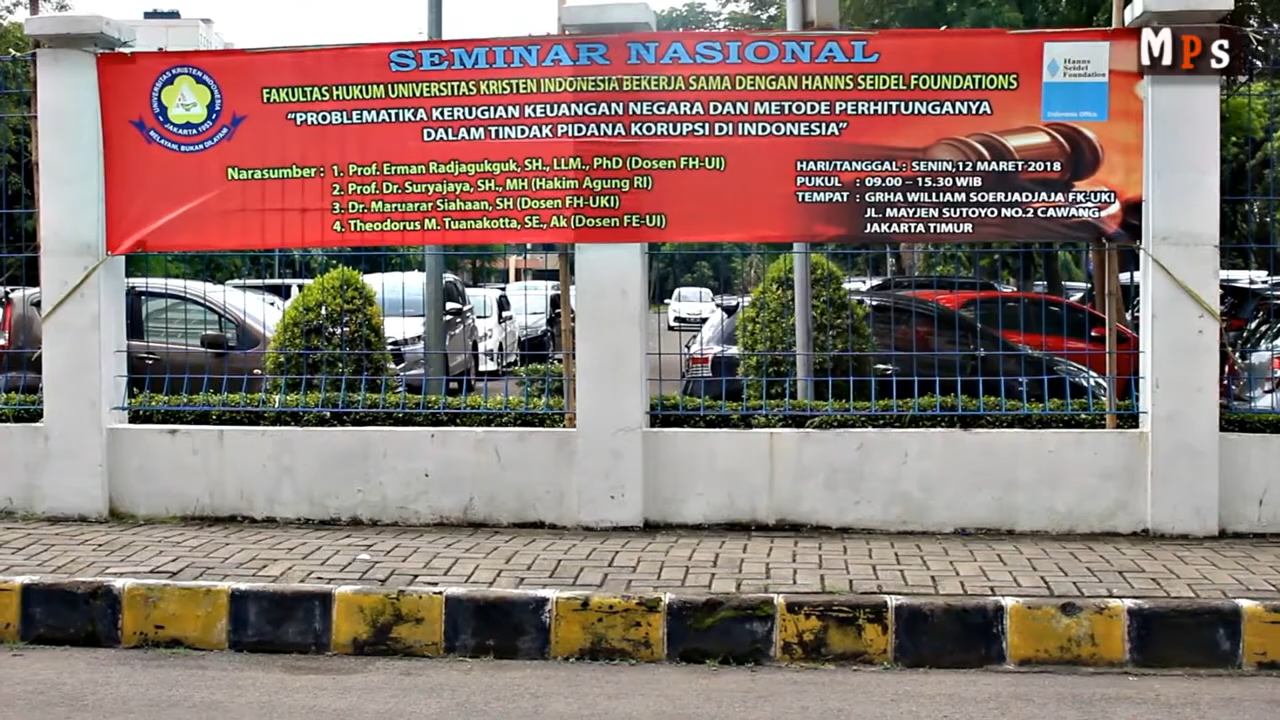 SEMINAR NASIONAL
FAKULTAS HUKUM UNIVERSITAS KRISTEN INDONESIA BEKERJA SAMA DENGAN HANNS SEIDEL FOUNDATIONS
"PROBLEMATIKA KERUGIAN KEUANGAN NEGARA DAN METODE PERHITUNGANYA
DALAM TINDAK PIDANA KORUPSI DI INDONESIA"
UNIVERSITAS KRISTEN INDONESIA
JAKARTA 1953
MELAYANI, BUKAN DILAYANI
Narasumber : 1. Prof. Erman Radjagukguk, SH., LLM., PhD (Dosen FH-UI)
2. Prof. Dr. Suryajaya, SH., MH (Hakim Agung RI)
3. Dr. Maruarar Siahaan, SH (Dosen FH-UKI)
4. Theodorus M. Tuanakotta, SE., Ak (Dosen FE-UI)
HARI/TANGGAL : SENIN, 12 MARET 2018
PUKUL : 09.00 – 15.30 WIB
TEMPAT : GRHA WILLIAM SOERJADJAJA FK-UKI
JL. MAYJEN SUTOYO NO.2 CAWANG
JAKARTA TIMUR
Hanns
Seidel
Foundation
Indonesia Office
MPS